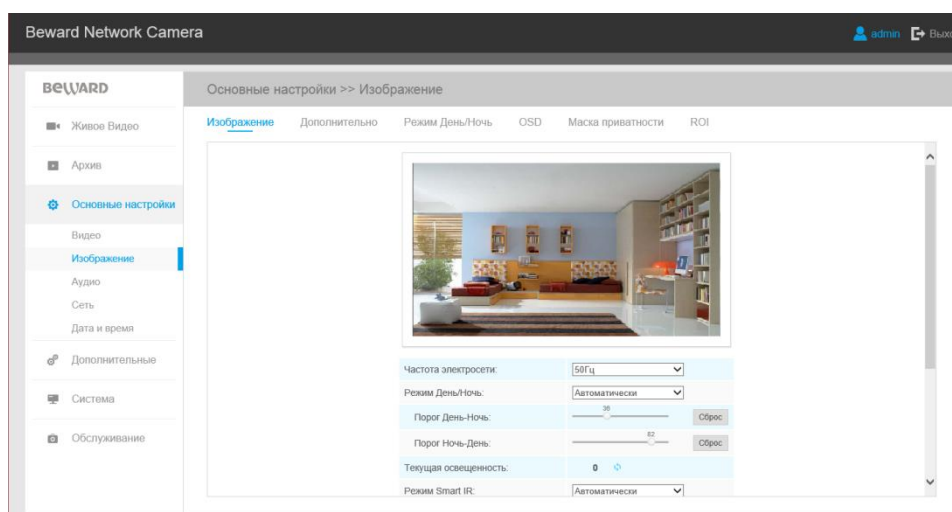 Beward Network Camera
admin
BEWARD
Основные настройки >> Изображение
Живое Видео
Архив
Основные настройки
Видео
Изображение
Аудио
Сеть
Дата и время
Дополнительные
Система
Обслуживание
Изображение Дополнительно Режим День/Ночь OSD Маска приватности ROI
Частота электросети: 50Гц
Режим День/Ночь: Автоматически
Порог День-Ночь: 36 Сброс
Порог Ночь-День: 82 Сброс
Текущая освещенность: 0
Режим Smart IR: Автоматически